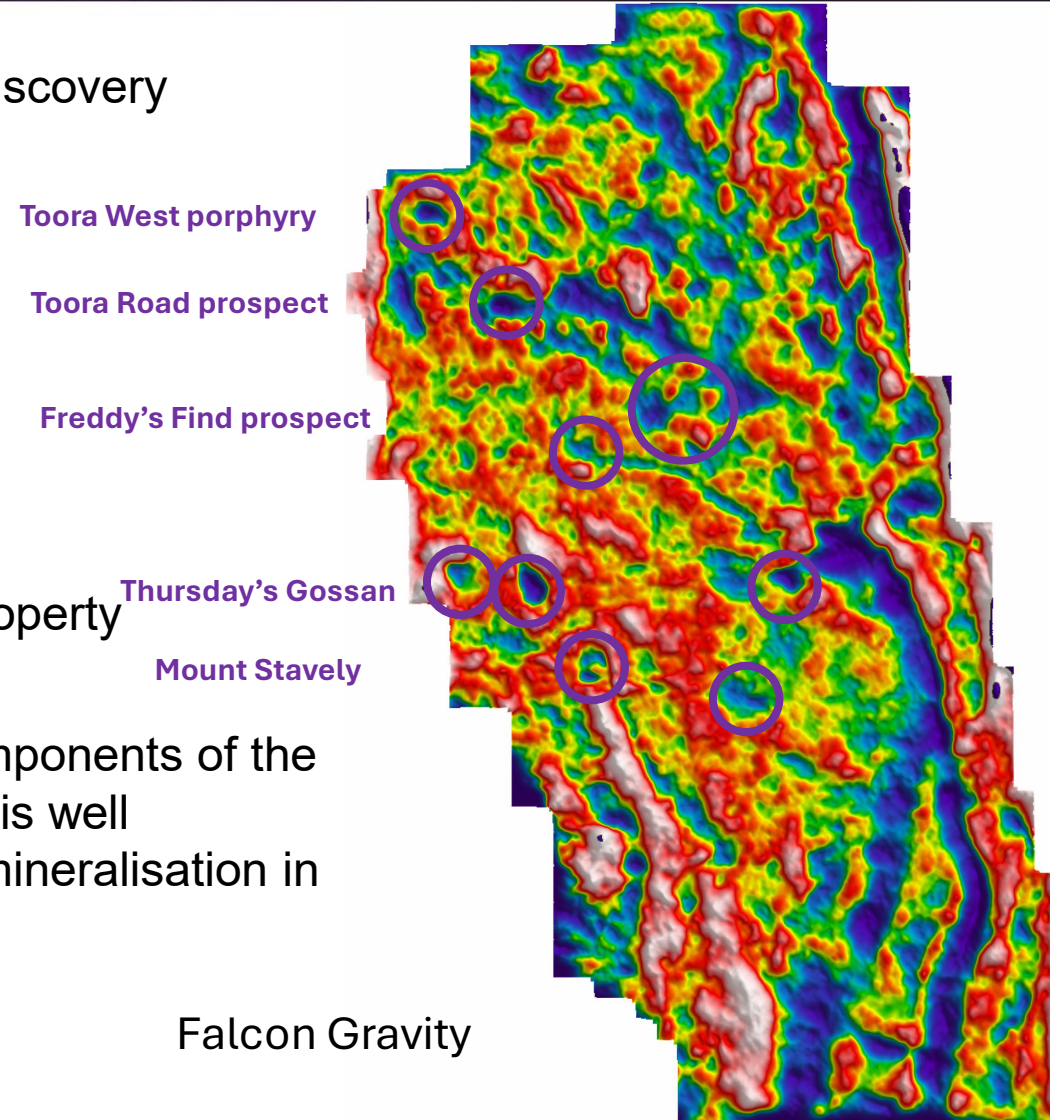 scovery
Toora West porphyry
Toora Road prospect
Freddy’s Find prospect
Thursday’s Gossan
operty
Mount Stavely
nponents of the
is well
nineralisation in
Falcon Gravity